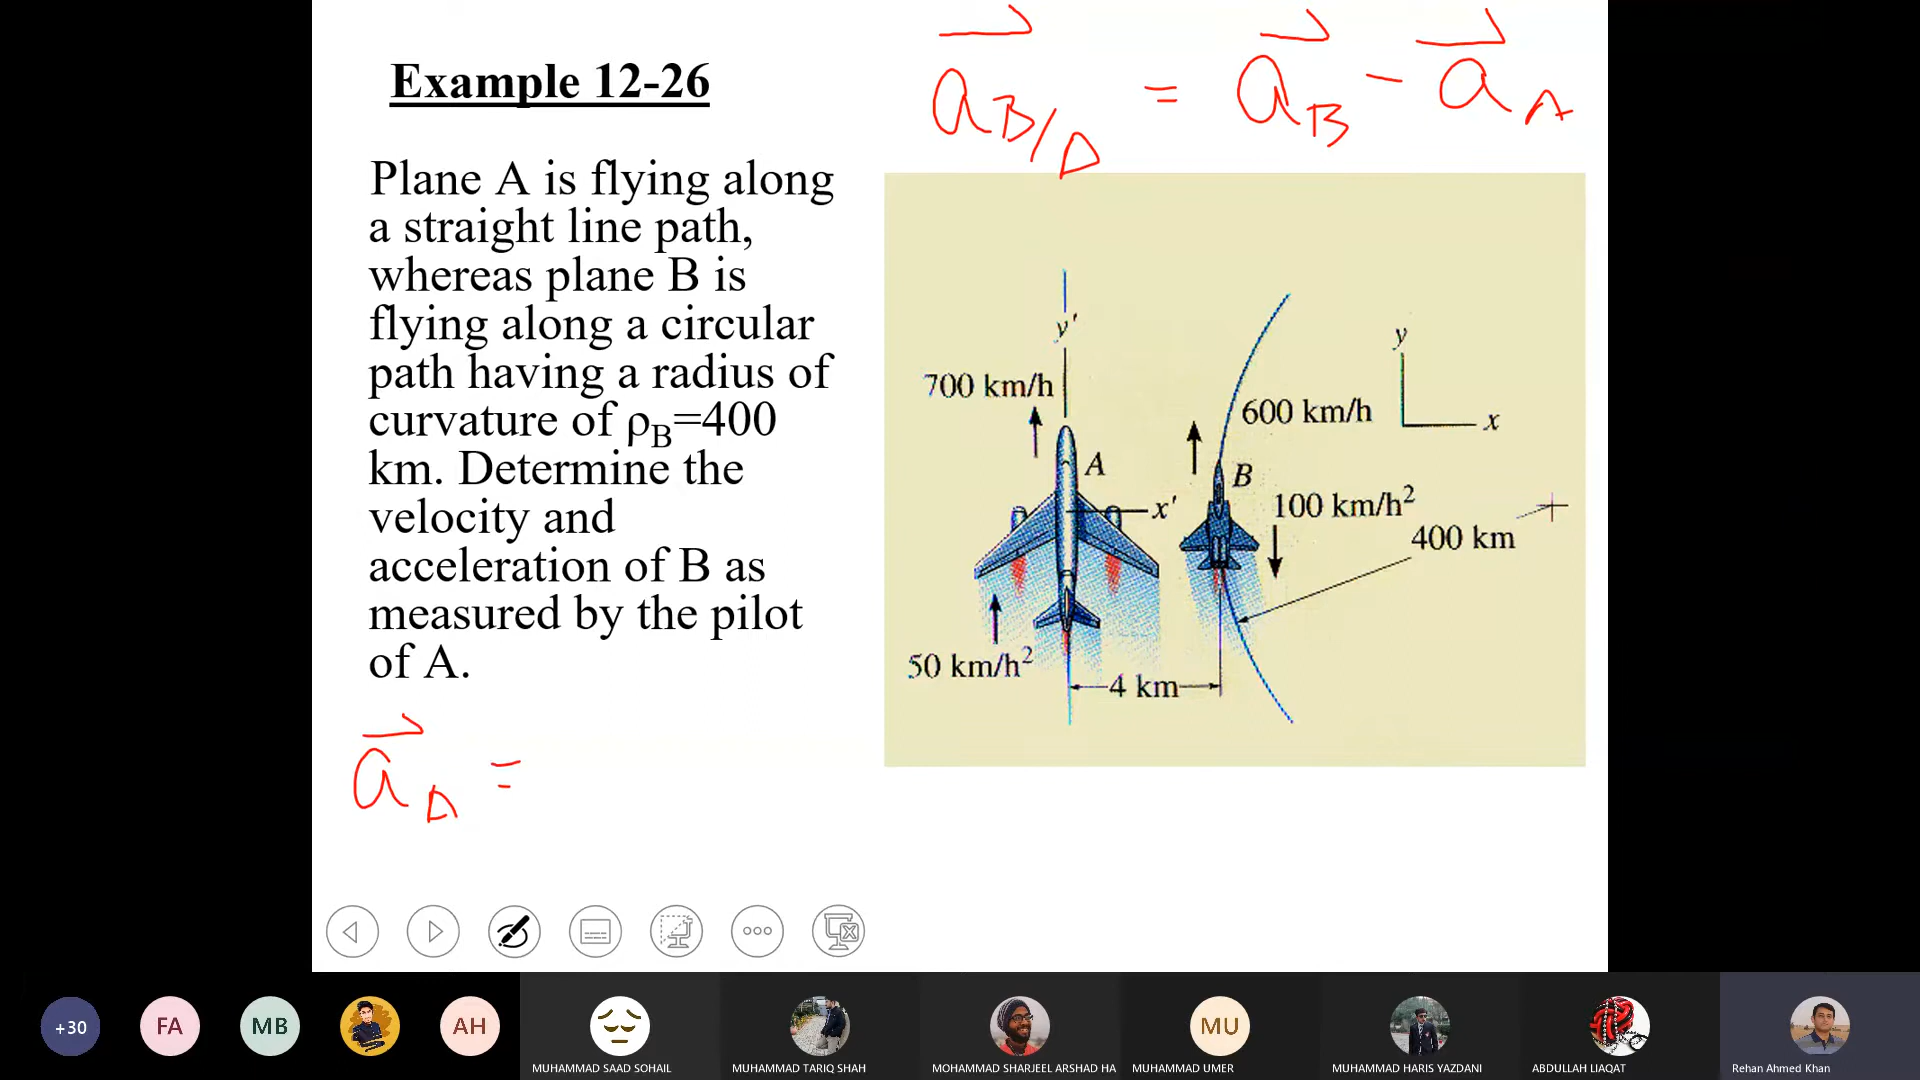 Example 12-26
a B/A = a B - a A
Plane A is flying along
a straight line path,
whereas plane B is
flying along a circular
path having a radius of
curvature of ρB=400
km. Determine the
velocity and
acceleration of B as
measured by the pilot
of A.
a A =
y'
700 km/h
A
x'
50 km/h²
4 km
600 km/h
B
100 km/h²
400 km
y
x
+30
FA
MB
AH
MUHAMMAD SAAD SOHAIL
MUHAMMAD TARIQ SHAH
MOHAMMAD SHARJEEL ARSHAD HA
MU
MUHAMMAD UMER
MUHAMMAD HARIS YAZDANI
ABDULLAH LIAQAT
Rehan Ahmed Khan